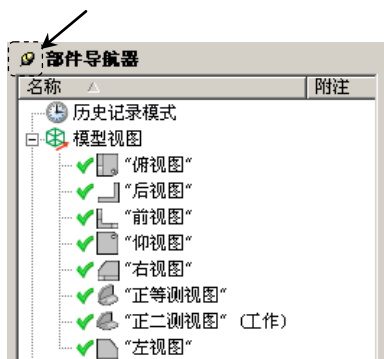 部件导航器
名称 附注
历史记录模式
模型视图
“俯视图“
“后视图“
“前视图“
“仰视图“
“右视图“
“正等测视图“
“正二测视图“ (工作)
“左视图“